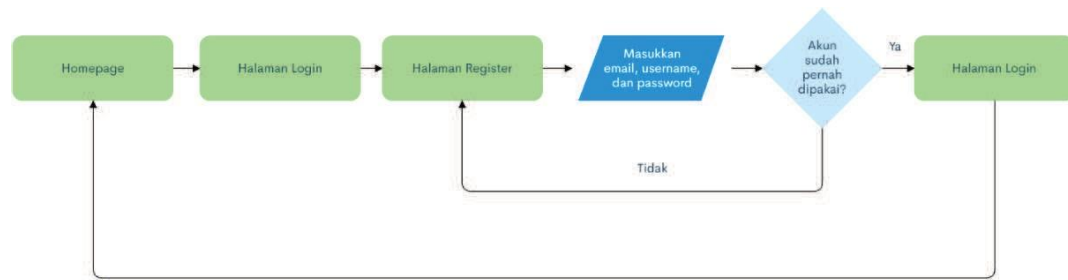 Homepage
Halaman Login
Halaman Register
Masukkan
email, username,
dan password
Akun
sudah
pernah
dipakai?
Ya
Halaman Login
Tidak